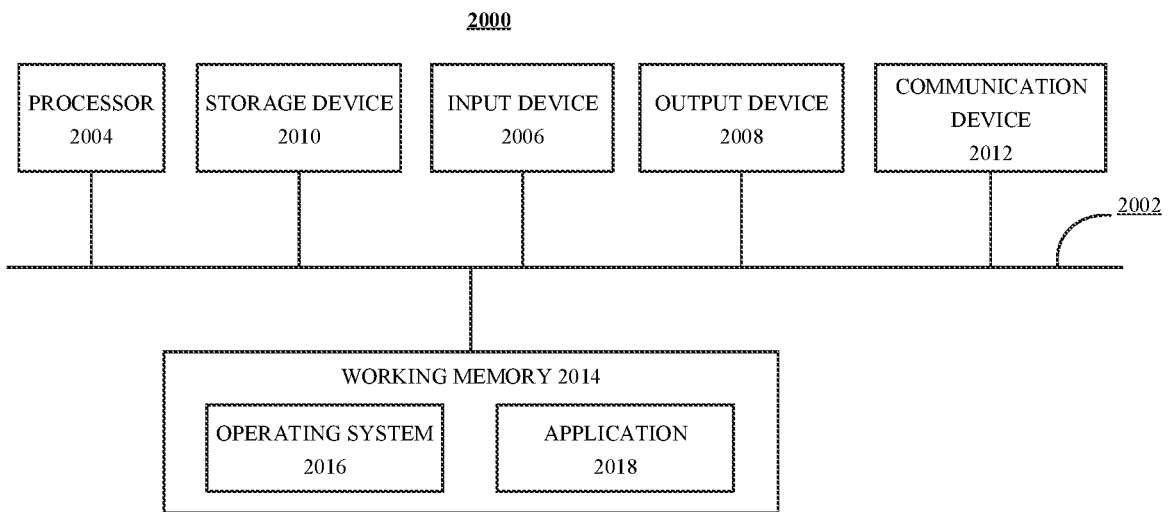 2000
PROCESSOR
2004
STORAGE DEVICE
2010
INPUT DEVICE
2006
OUTPUT DEVICE
2008
COMMUNICATION
DEVICE
2012
2002
WORKING MEMORY 2014
OPERATING SYSTEM
2016
APPLICATION
2018